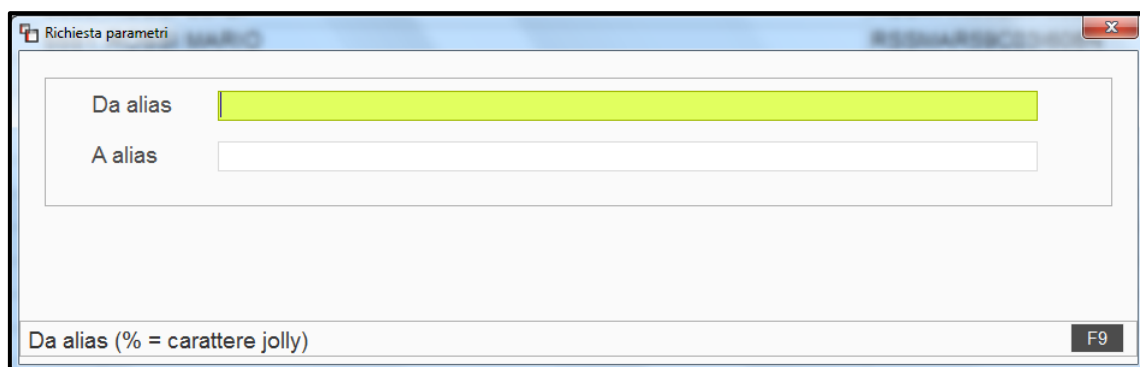 Richiesta parametri
Da alias
A alias
Da alias (% = carattere jolly)
F9